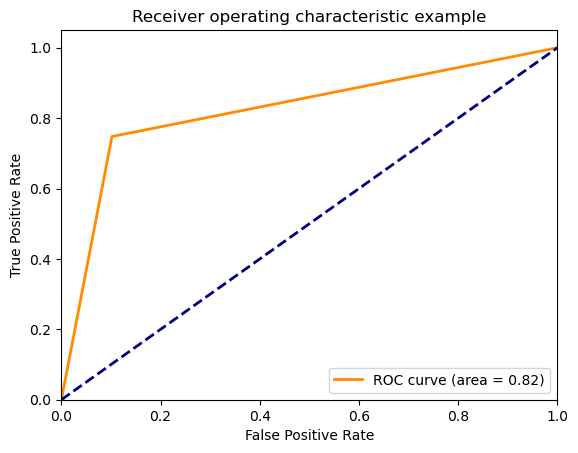 Receiver operating characteristic example
True Positive Rate
1.0
0.8
0.6
0.4
0.2
0.0
ROC curve (area = 0.82)
0.0 0.2 0.4 0.6 0.8 1.0
False Positive Rate